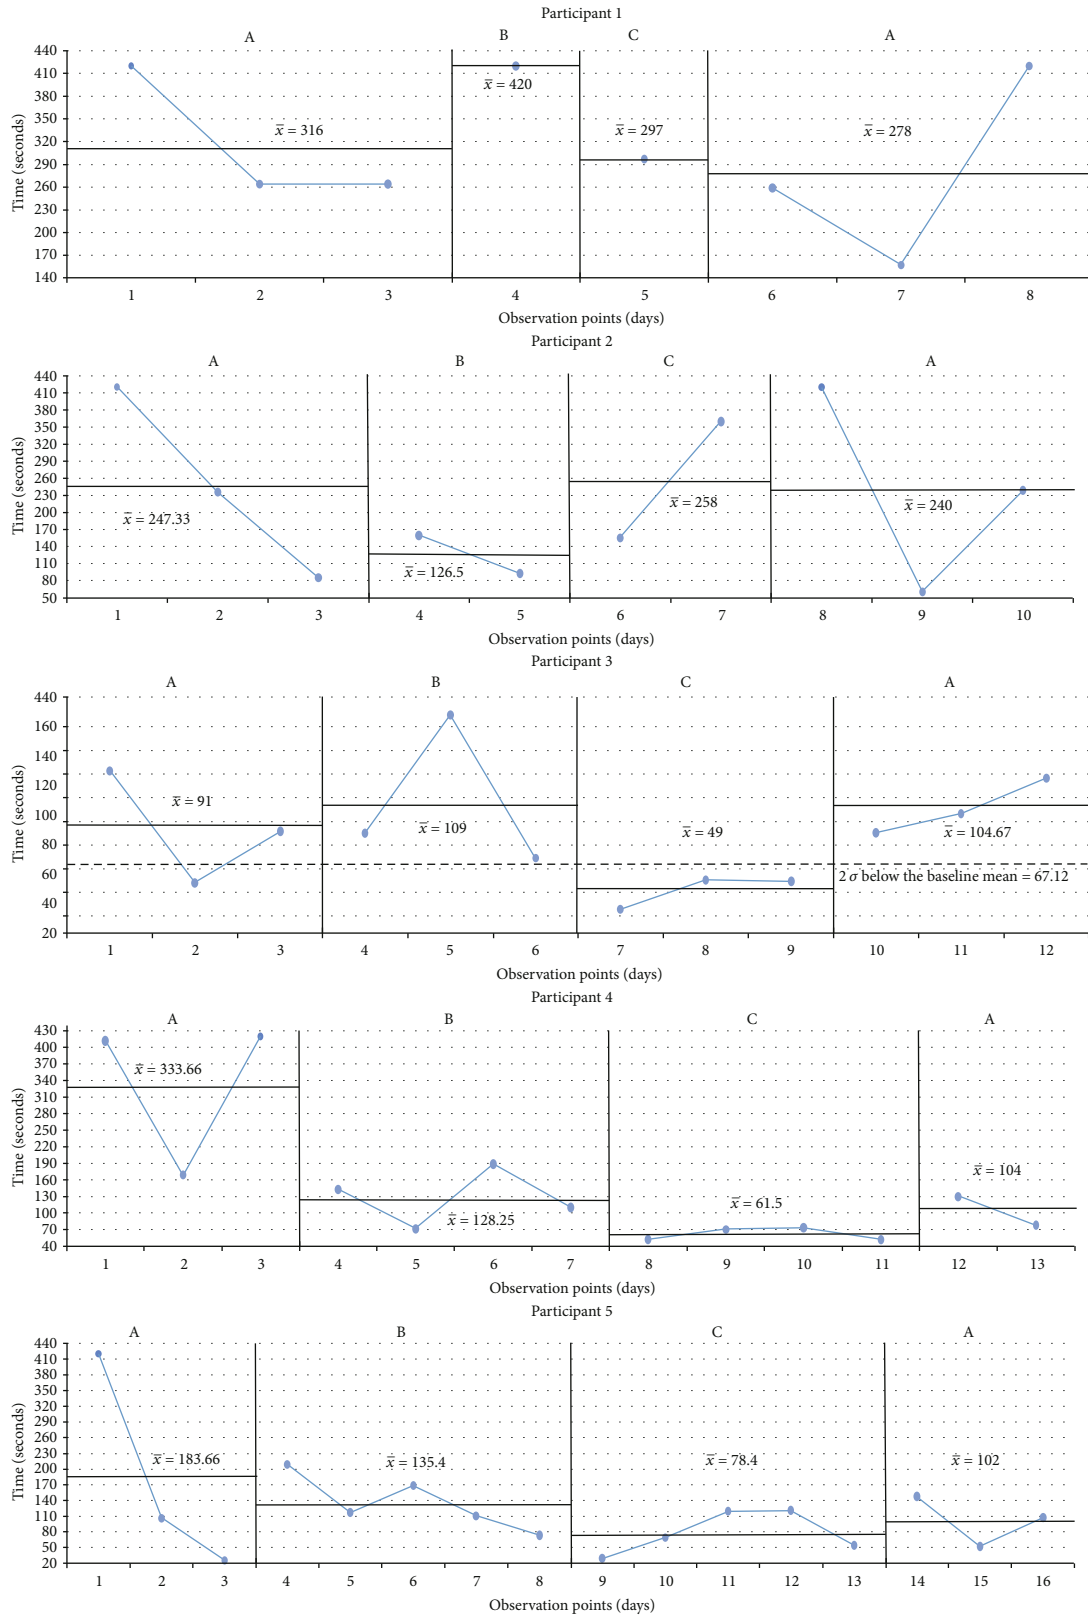 Participant 1
A B C A
440
410
380
350
320
290
260
230
200
170
140
Time (seconds)
x̄ = 316
x̄ = 420
x̄ = 297
x̄ = 278
1 2 3 4 5 6 7 8
Observation points (days)
Participant 2
A B C A
440
410
380
350
320
290
260
230
200
170
140
110
80
50
Time (seconds)
x̄ = 247.33
x̄ = 126.5
x̄ = 258
x̄ = 240
1 2 3 4 5 6 7 8 9 10
Observation points (days)
Participant 3
A B C A
440
160
140
120
100
80
60
40
20
Time (seconds)
x̄ = 91
x̄ = 109
x̄ = 49
x̄ = 104.67
2 σ below the baseline mean = 67.12
1 2 3 4 5 6 7 8 9 10 11 12
Observation points (days)
Participant 4
A B C A
430
400
370
340
310
280
250
220
190
160
130
100
70
40
Time (seconds)
x̄ = 333.66
x̄ = 128.25
x̄ = 61.5
x̄ = 104
1 2 3 4 5 6 7 8 9 10 11 12 13
Observation points (days)
Participant 5
A B C A
440
410
380
350
320
290
260
230
200
170
140
110
80
50
20
Time (seconds)
x̄ = 183.66
x̄ = 135.4
x̄ = 78.4
x̄ = 102
1 2 3 4 5 6 7 8 9 10 11 12 13 14 15 16
Observation points (days)